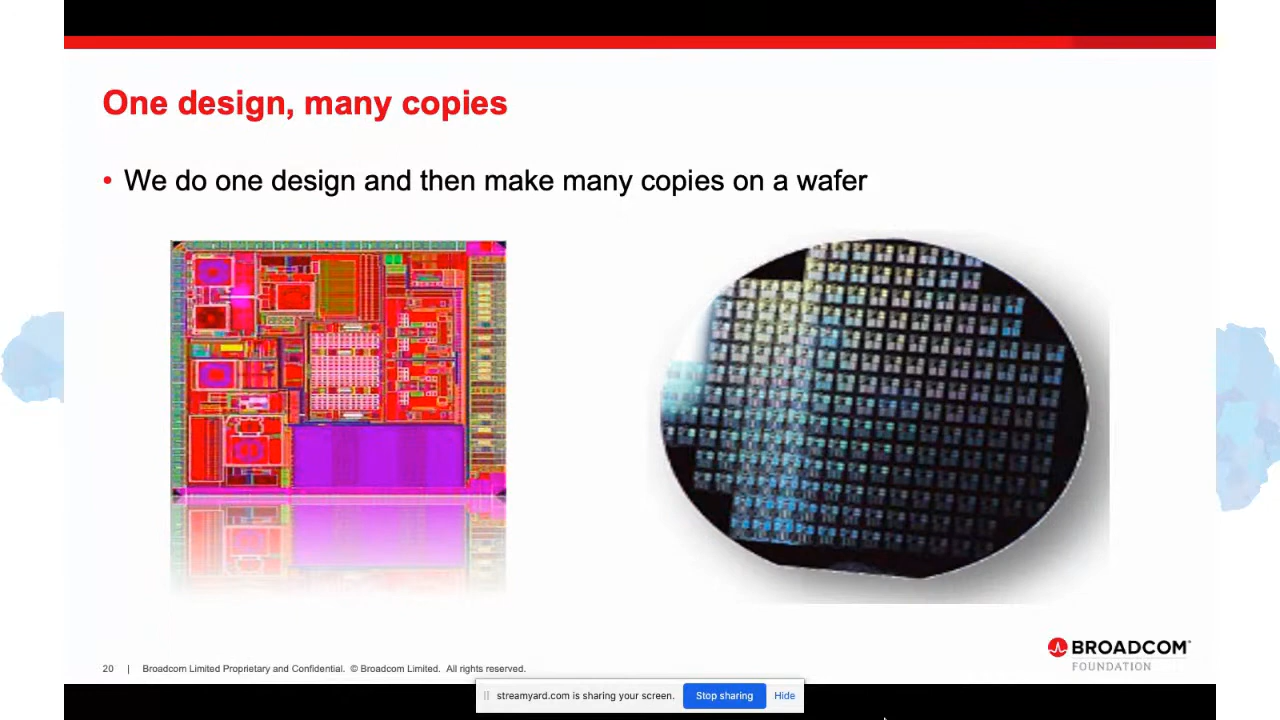 One design, many copies
• We do one design and then make many copies on a wafer
20 | Broadcom Limited Proprietary and Confidential. © Broadcom Limited. All rights reserved.
BROADCOM®
FOUNDATION
streamyard.com is sharing your screen. Stop sharing Hide